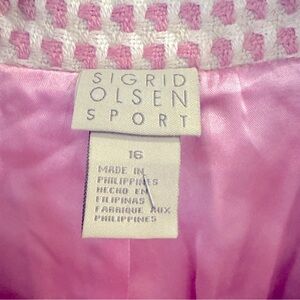 SIGRID
OLSEN
SPORT
16
MADE IN
PHILIPPINES
HECHO EN
FILIPINAS
FABRIQUE AUX
PHILIPPINES